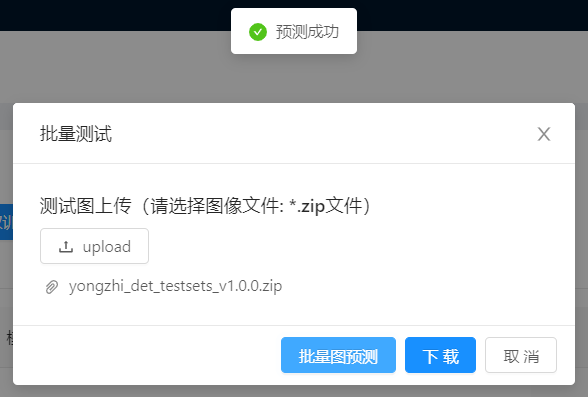 预测成功
批量测试
测试图上传（请选择图像文件: *.zip文件）
upload
yongzhi_det_testsets_v1.0.0.zip
批量图预测 下 载 取 消